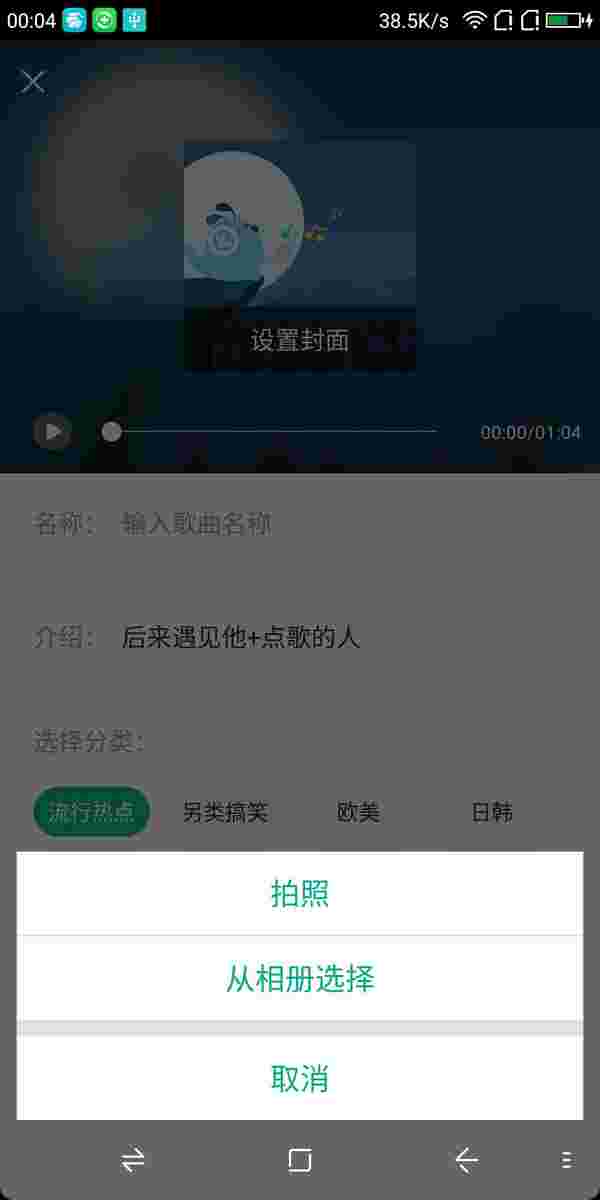 00:04 38.5K/s
设置封面
00:00/01:04
名称： 输入歌曲名称
介绍： 后来遇见他+点歌的人
选择分类：
流行热点 另类搞笑 欧美 日韩
拍照
从相册选择
取消